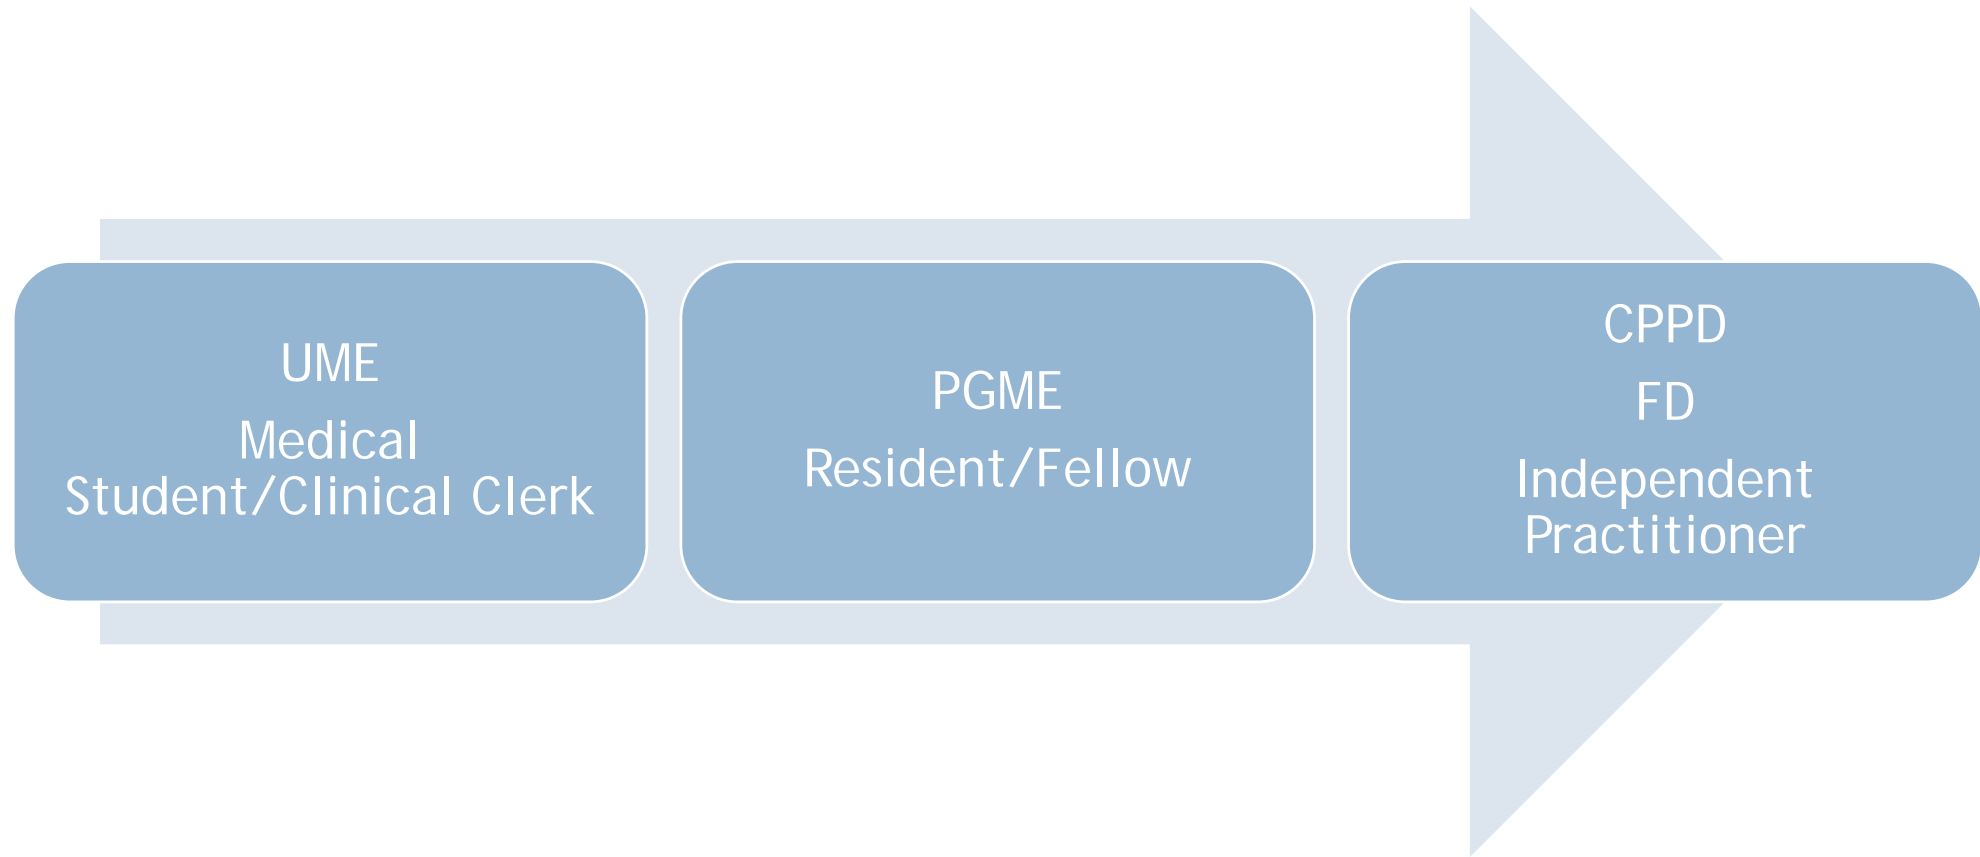 UME
Medical
Student/Clinical Clerk
PGME
Resident/Fellow
CPPD
FD
Independent
Practitioner